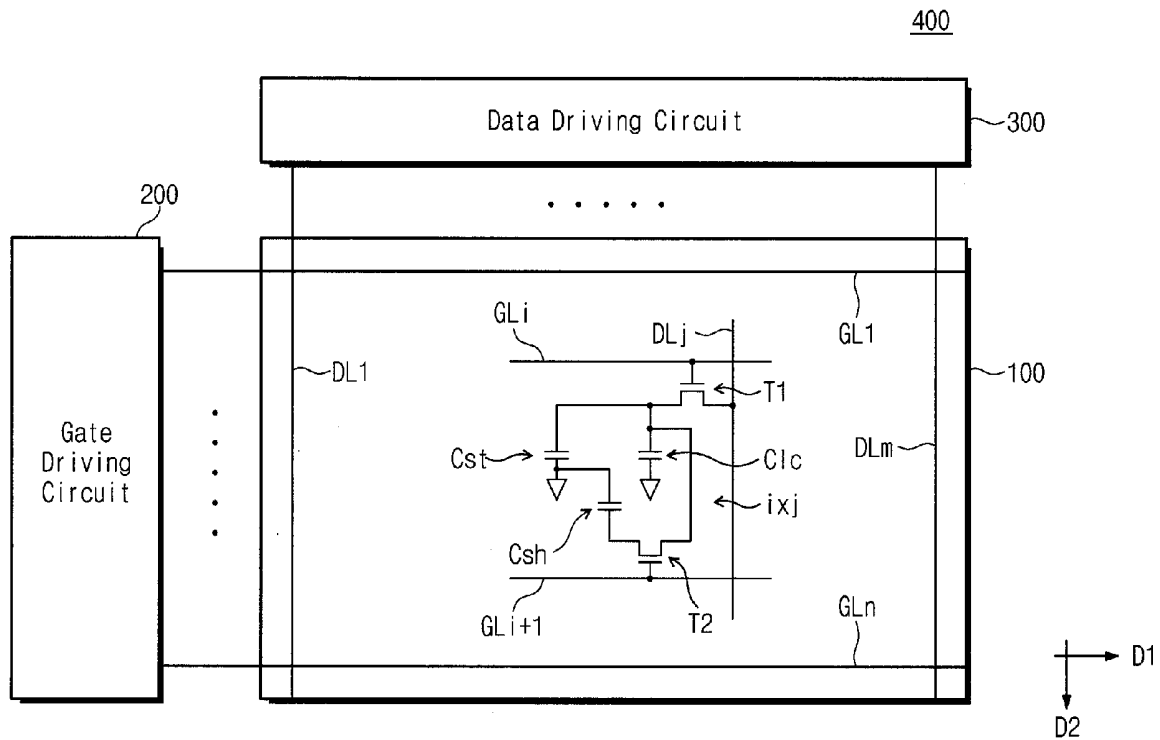 400
Data Driving Circuit
300
200
GLi
DLj
GL1
DL1
T1
100
Gate
Driving
Circuit
Cst
Clc
DLm
ixj
Csh
GLi+1
T2
GLn
D1
D2